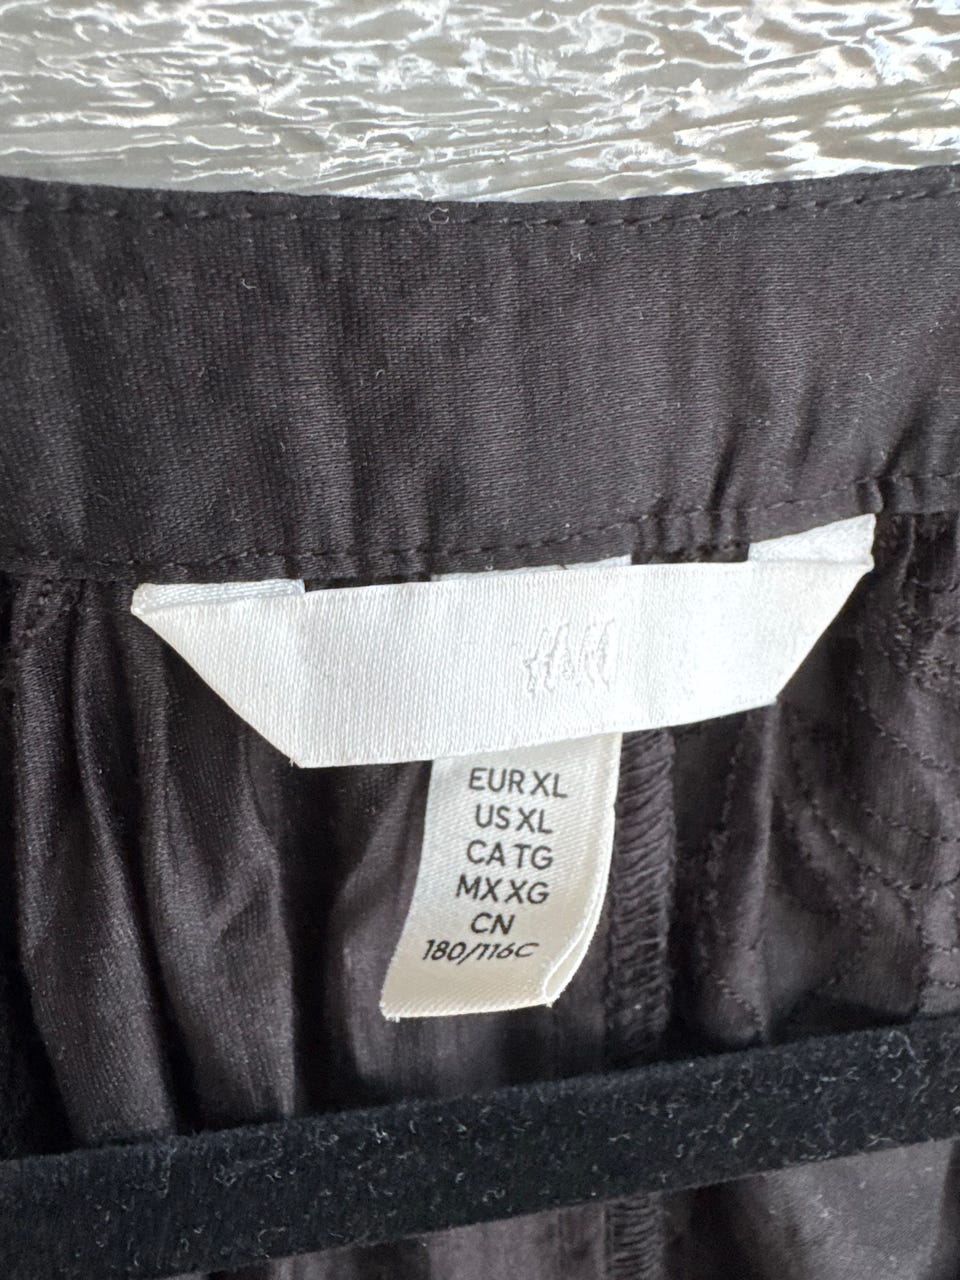 H&M
EUR XL
US XL
CA TG
MX XG
CN
180/116C